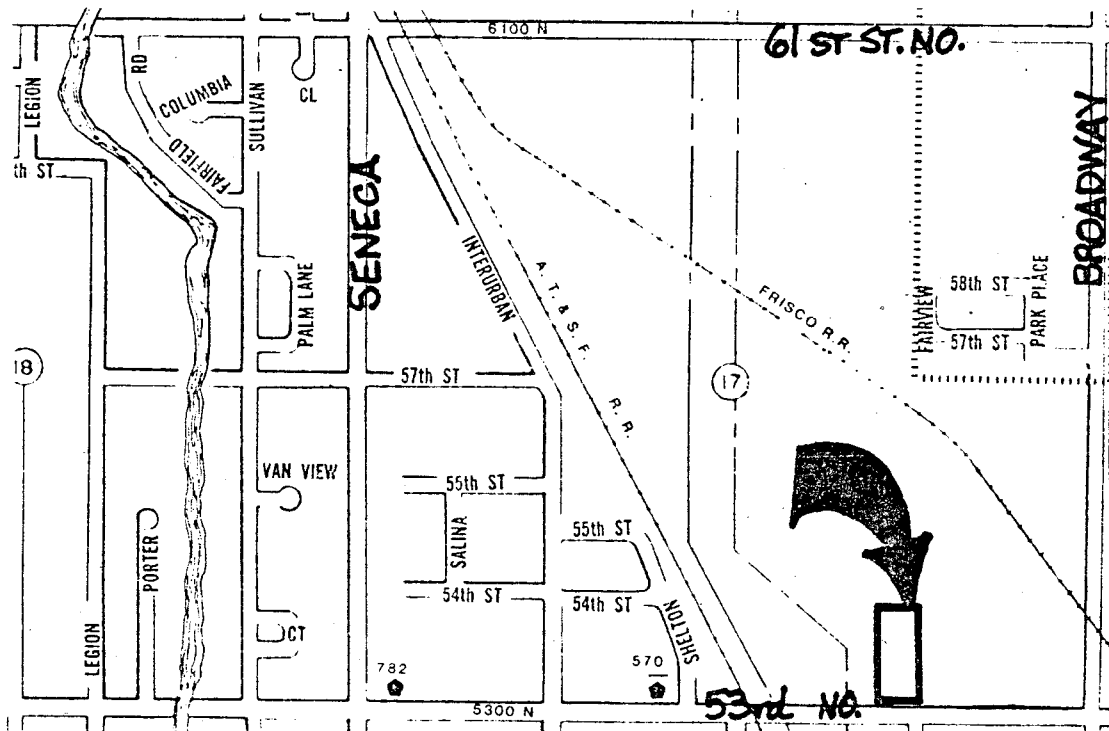 6100 N
61 ST ST. NO.
LEGION
RD
COLUMBIA
FAIRFIELD
SULLIVAN
CL
th ST
SENECA
BROADWAY
INTERURBAN
A. T. & S. F. R. R.
FRISCO R.R.
PALM LANE
FAIRVIEW
58th ST
57th ST
PARK PLACE
18
57th ST
17
VAN VIEW
55th ST
SALINA
54th ST
55th ST
54th ST
SHELTON
PORTER
LEGION
CT
782
570
5300 N
53rd NO.